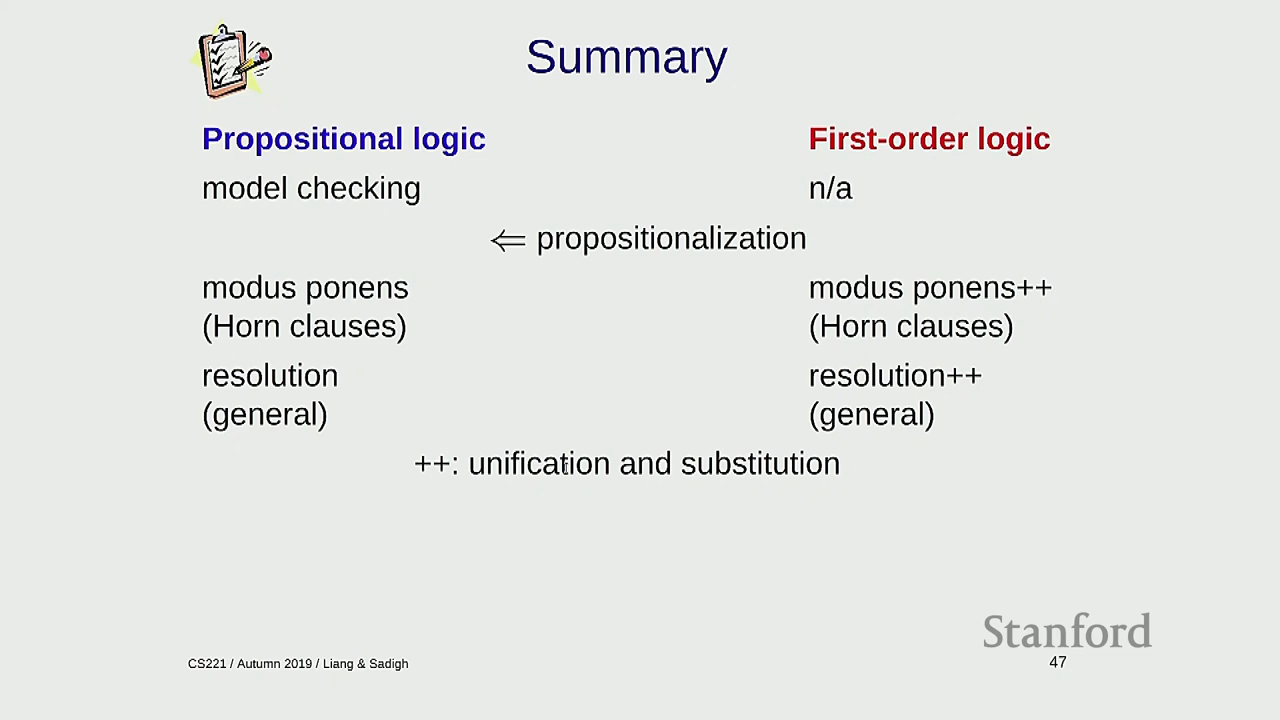 Summary
Propositional logic First-order logic
model checking n/a
⇐ propositionalization
modus ponens modus ponens++
(Horn clauses) (Horn clauses)
resolution resolution++
(general) (general)
++: unification and substitution
Stanford
CS221 / Autumn 2019 / Liang & Sadigh 47